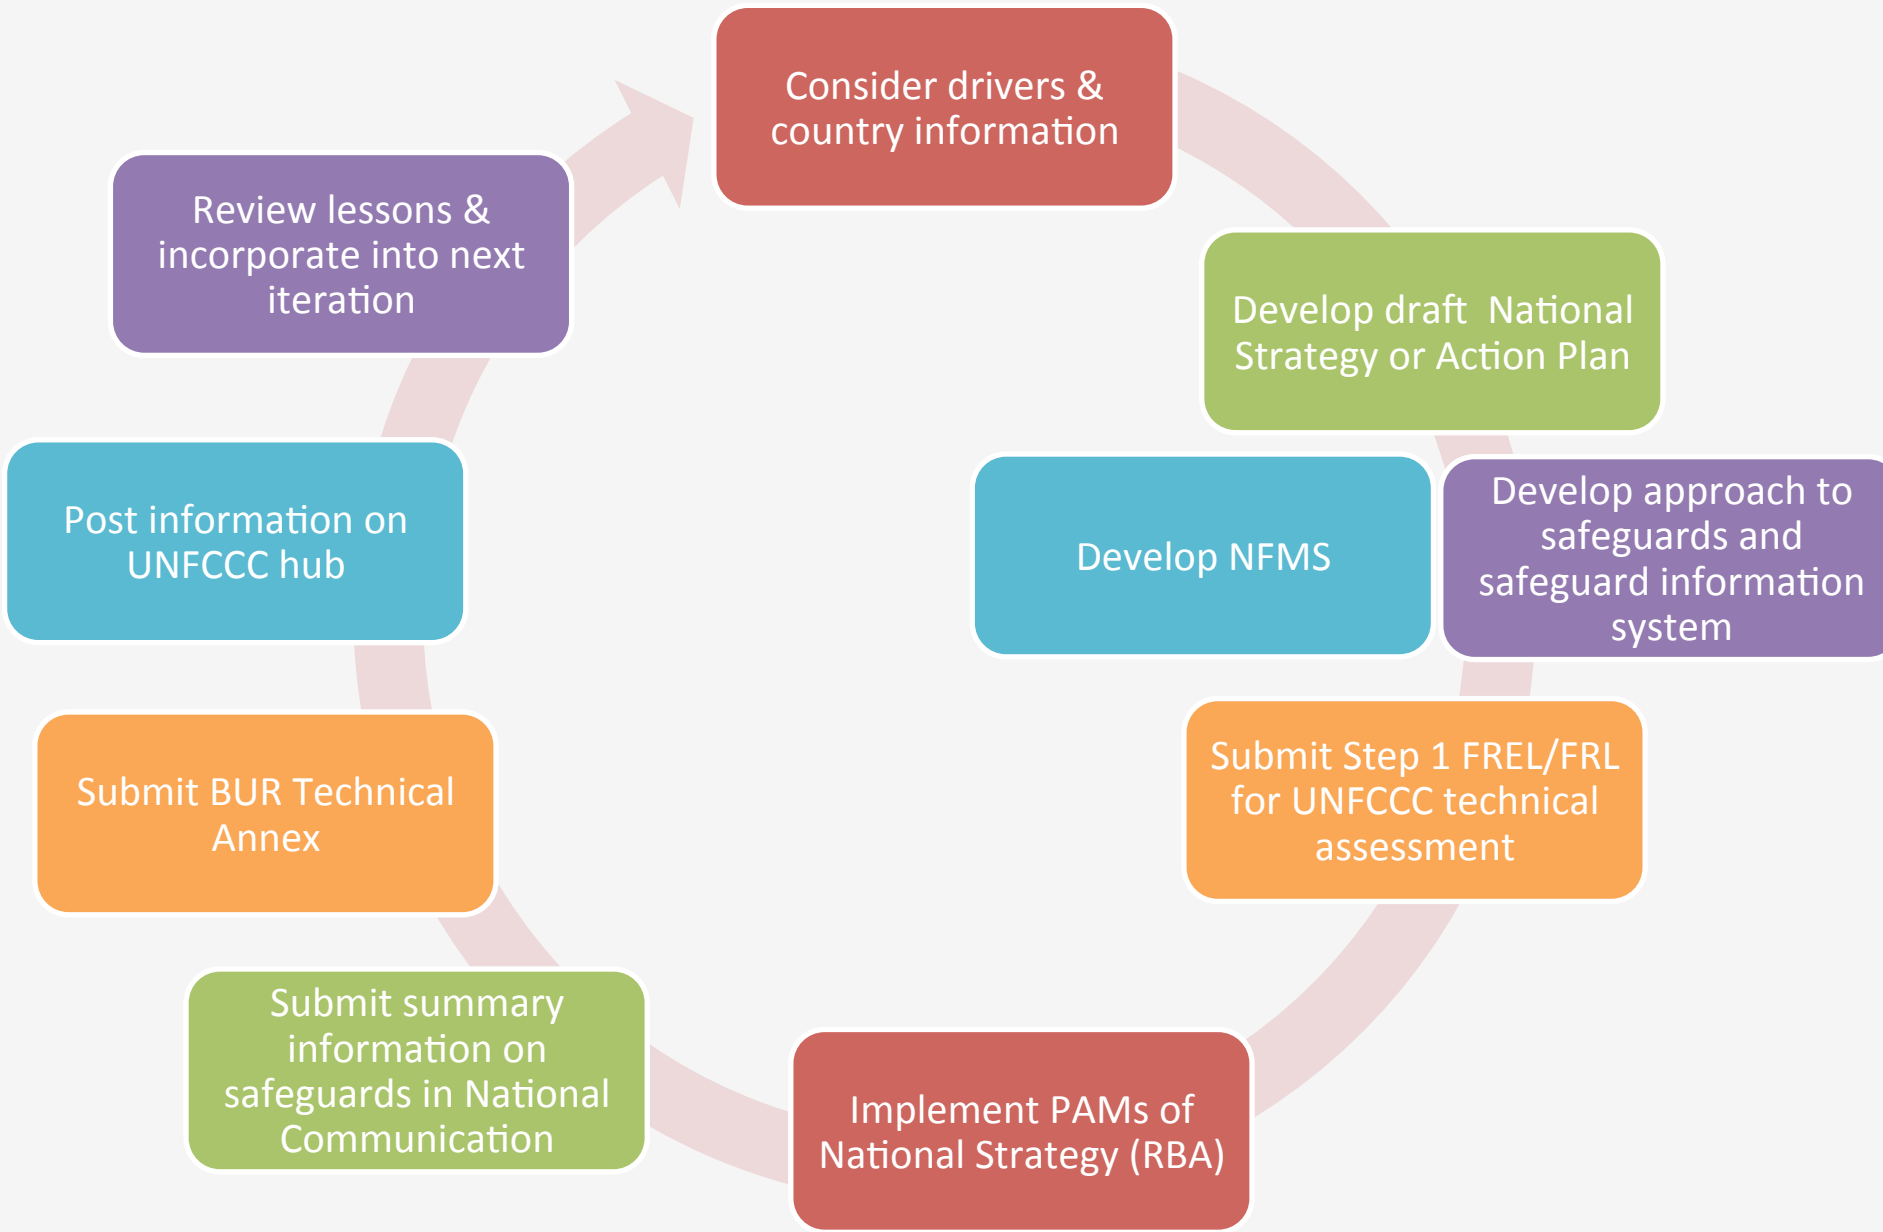 Consider drivers &
country information
Develop draft  National
Strategy or Action Plan
Develop NFMS
Develop approach to
safeguards and
safeguard information
system
Submit Step 1 FREL/FRL
for UNFCCC technical
assessment
Implement PAMs of
National Strategy (RBA)
Submit summary
information on
safeguards in National
Communication
Submit BUR Technical
Annex
Post information on
UNFCCC hub
Review lessons &
incorporate into next
iteration